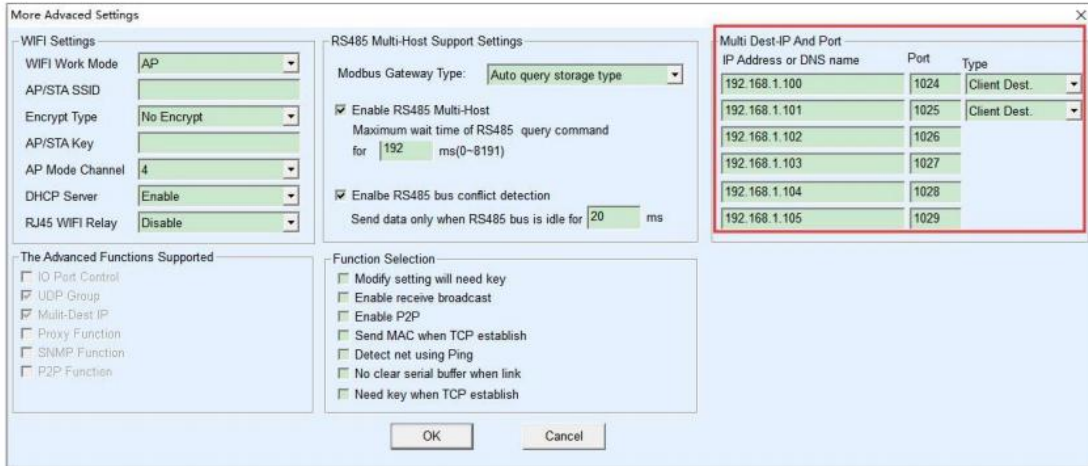 More Advaced Settings
WIFI Settings
WIFI Work Mode AP
AP/STA SSID
Encrypt Type No Encrypt
AP/STA Key
AP Mode Channel 4
DHCP Server Enable
RJ45 WIFI Relay Disable
RS485 Multi-Host Support Settings
Modbus Gateway Type: Auto query storage type
Enable RS485 Multi-Host
Maximum wait time of RS485 query command
for 192 ms(0~8191)
Enalbe RS485 bus conflict detection
Send data only when RS485 bus is idle for 20 ms
Multi Dest-IP And Port
IP Address or DNS name Port Type
192.168.1.100 1024 Client Dest.
192.168.1.101 1025 Client Dest.
192.168.1.102 1026
192.168.1.103 1027
192.168.1.104 1028
192.168.1.105 1029
The Advanced Functions Supported
IO Port Control
UDP Group
Mulit-Dest IP
Proxy Function
SNMP Function
P2P Function
Function Selection
Modify setting will need key
Enable receive broadcast
Enable P2P
Send MAC when TCP establish
Detect net using Ping
No clear serial buffer when link
Need key when TCP establish
OK Cancel